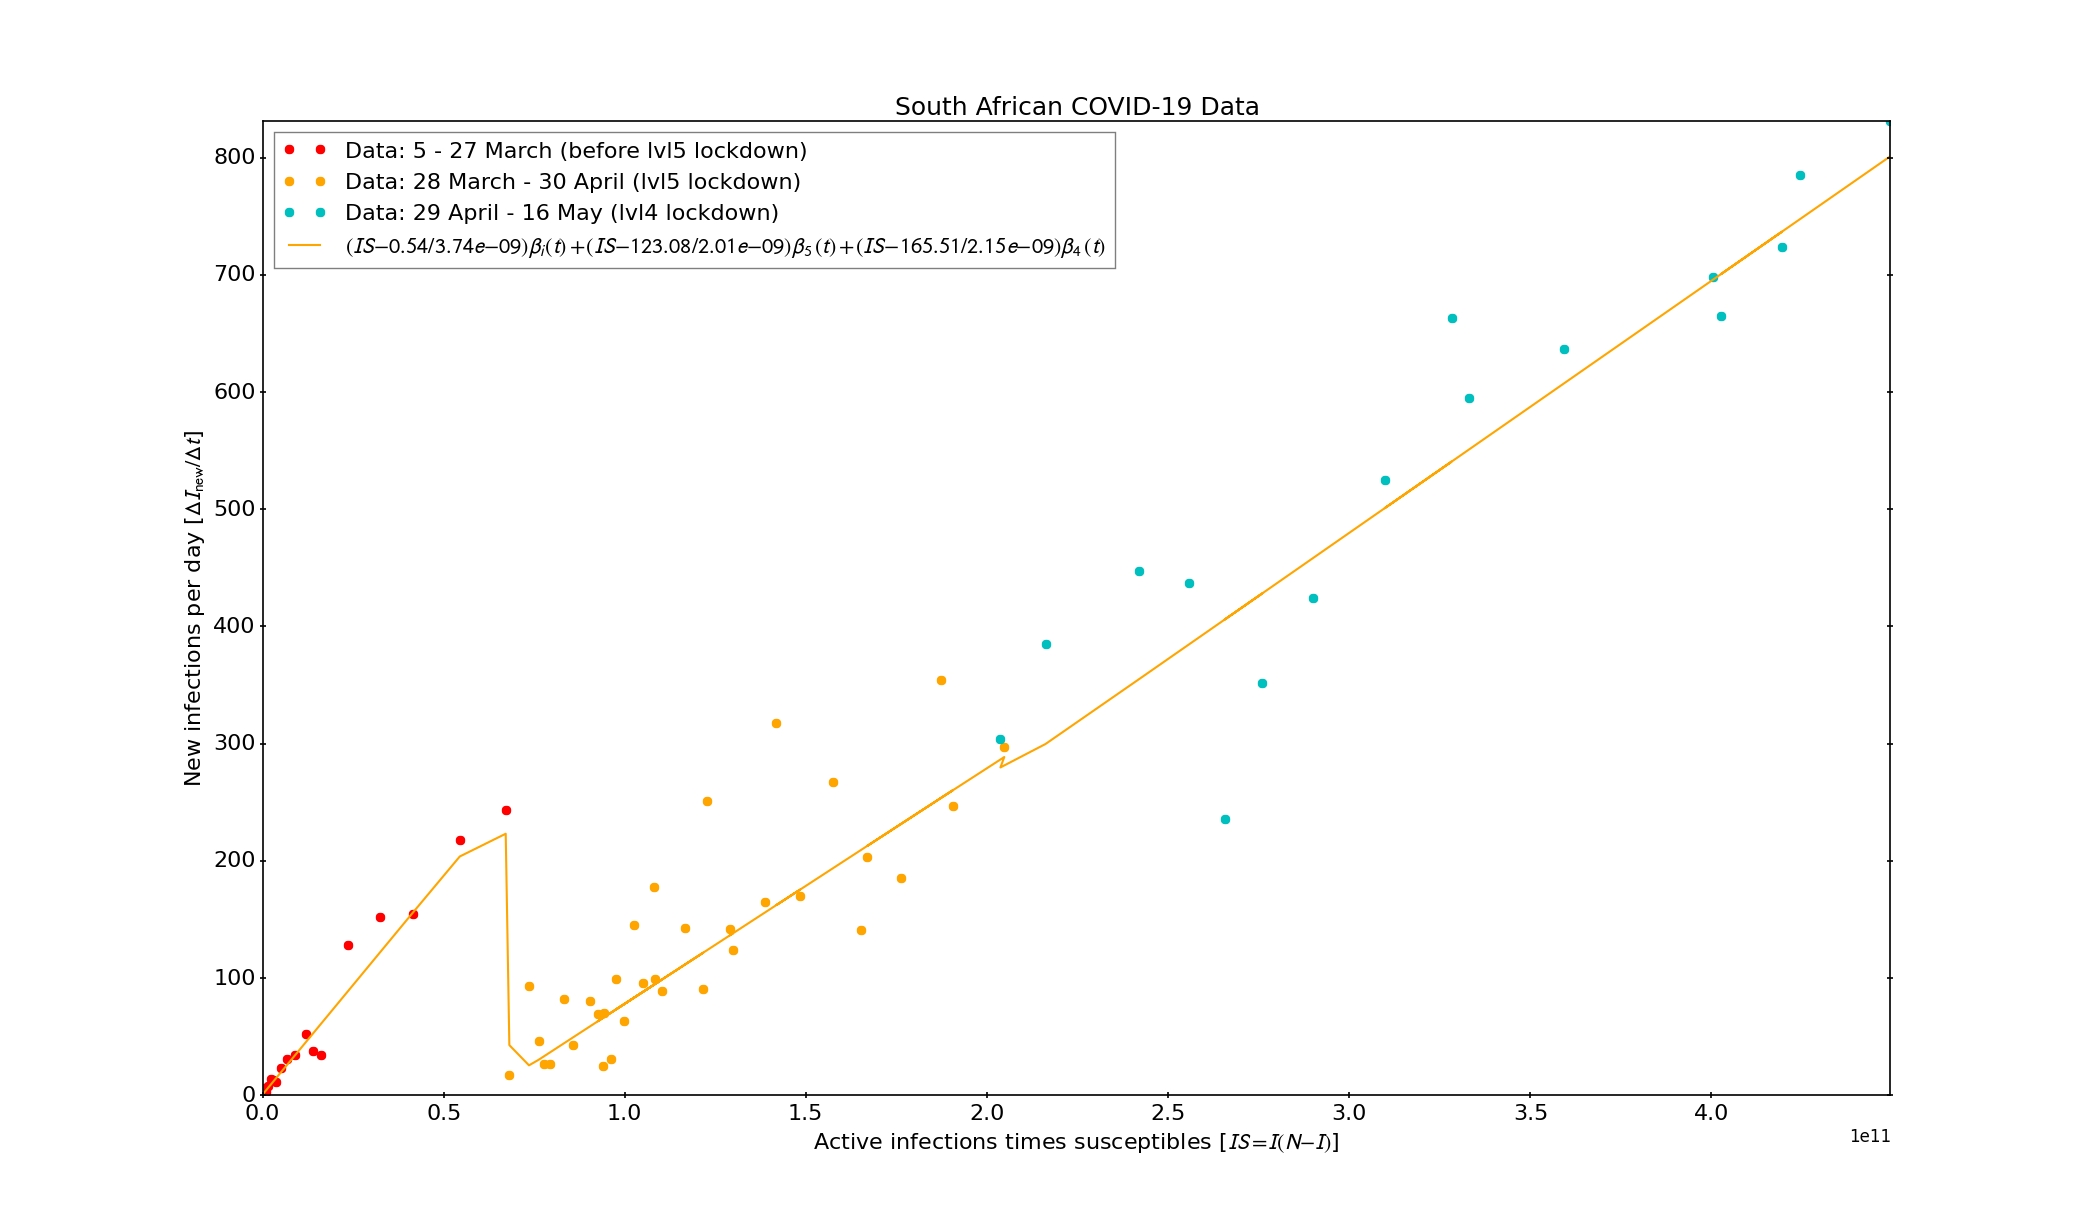 South African COVID-19 Data
Data: 5 - 27 March (before lvl5 lockdown)
Data: 28 March - 30 April (lvl5 lockdown)
Data: 29 April - 16 May (lvl4 lockdown)
(IS−0.54/3.74e−09)βᵢ(t)+(IS−123.08/2.01e−09)β₅(t)+(IS−165.51/2.15e−09)β₄(t)
New infections per day [ΔI_new/Δt]
800
700
600
500
400
300
200
100
0
0.0 0.5 1.0 1.5 2.0 2.5 3.0 3.5 4.0
1e11
Active infections times susceptibles [IS=I(N−I)]